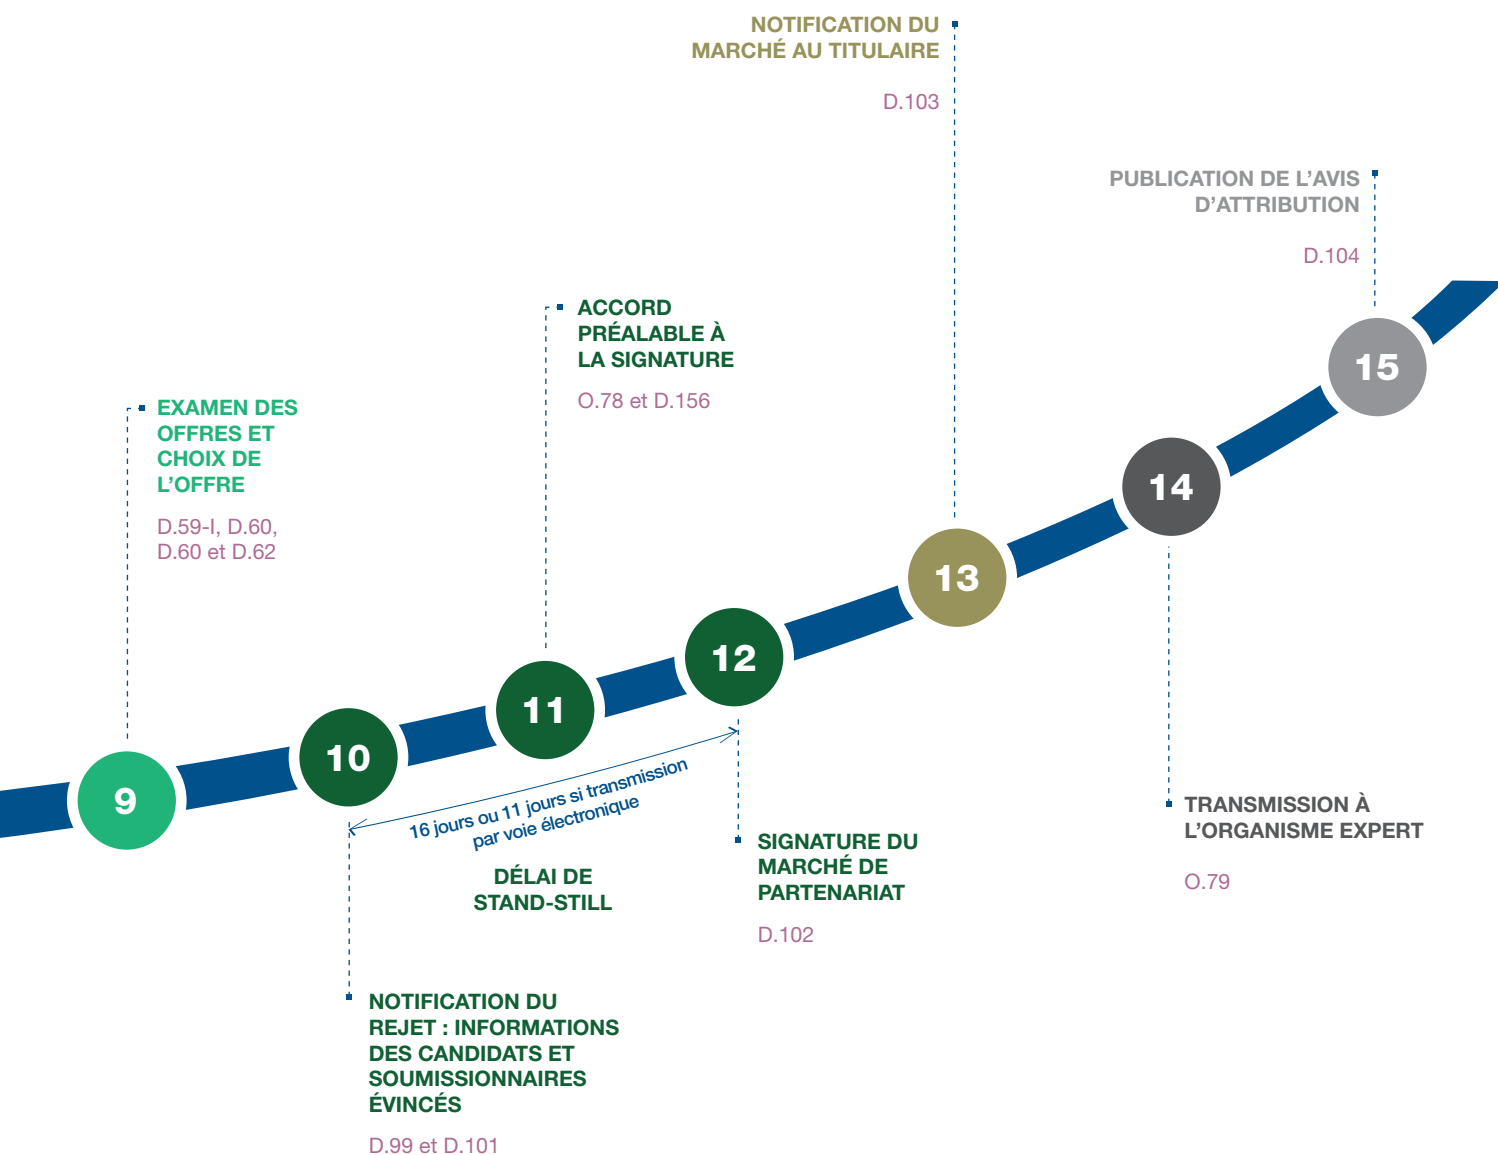 NOTIFICATION DU
MARCHÉ AU TITULAIRE
D.103
PUBLICATION DE L’AVIS
D’ATTRIBUTION
D.104
ACCORD
PRÉALABLE À
LA SIGNATURE
O.78 et D.156
EXAMEN DES
OFFRES ET
CHOIX DE
L’OFFRE
D.59-I, D.60,
D.60 et D.62
9
10
11
12
13
14
15
16 jours ou 11 jours si transmission
par voie électronique
DÉLAI DE
STAND-STILL
SIGNATURE DU
MARCHÉ DE
PARTENARIAT
D.102
TRANSMISSION À
L’ORGANISME EXPERT
O.79
NOTIFICATION DU
REJET : INFORMATIONS
DES CANDIDATS ET
SOUMISSIONNAIRES
ÉVINCÉS
D.99 et D.101